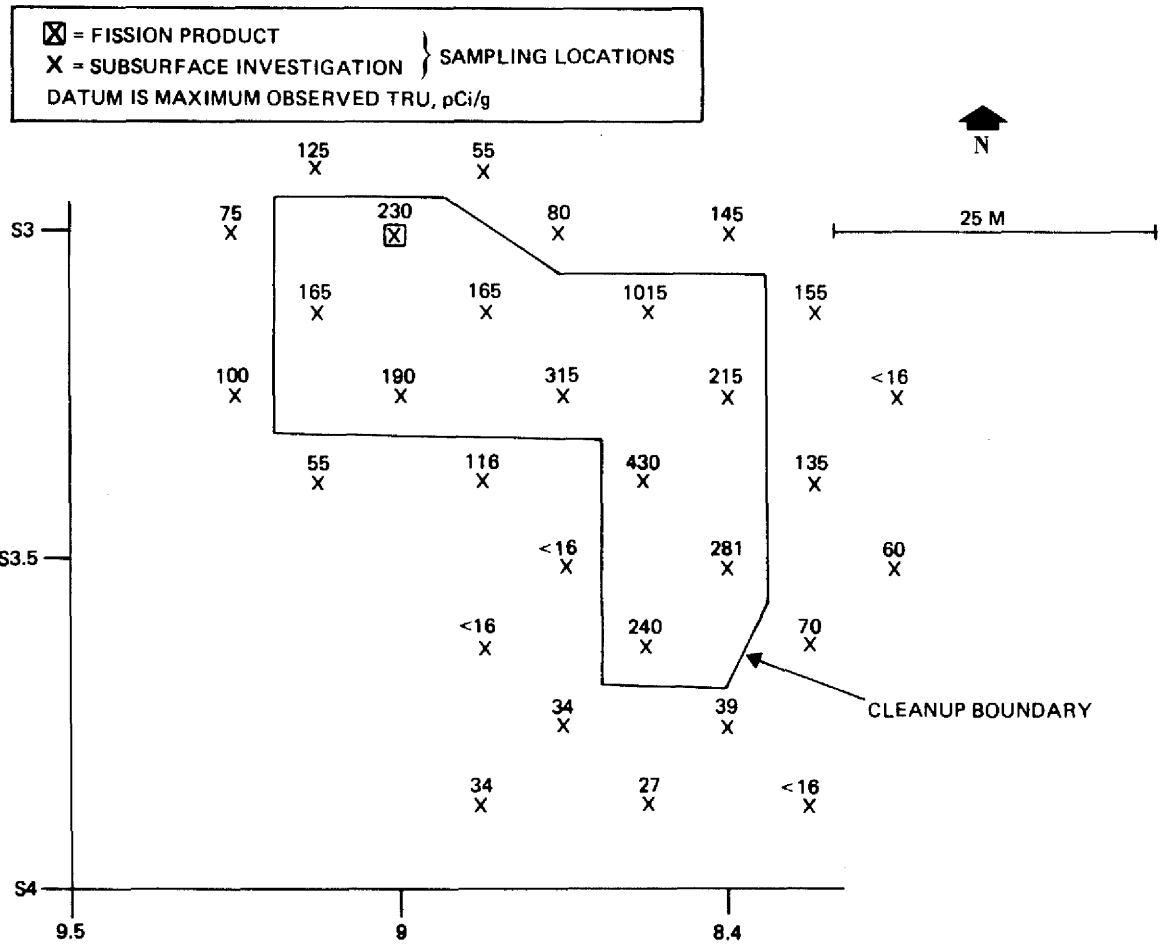 ☒ = FISSION PRODUCT
X = SUBSURFACE INVESTIGATION } SAMPLING LOCATIONS
DATUM IS MAXIMUM OBSERVED TRU, pCi/g
N
125 55
S3 75 230 80 145 25 M
165 165 1015 155
100 190 315 215 <16
55 116 430 135
S3.5 <16 281 60
<16 240 70
CLEANUP BOUNDARY
34 39
34 27 <16
S4
9.5 9 8.4